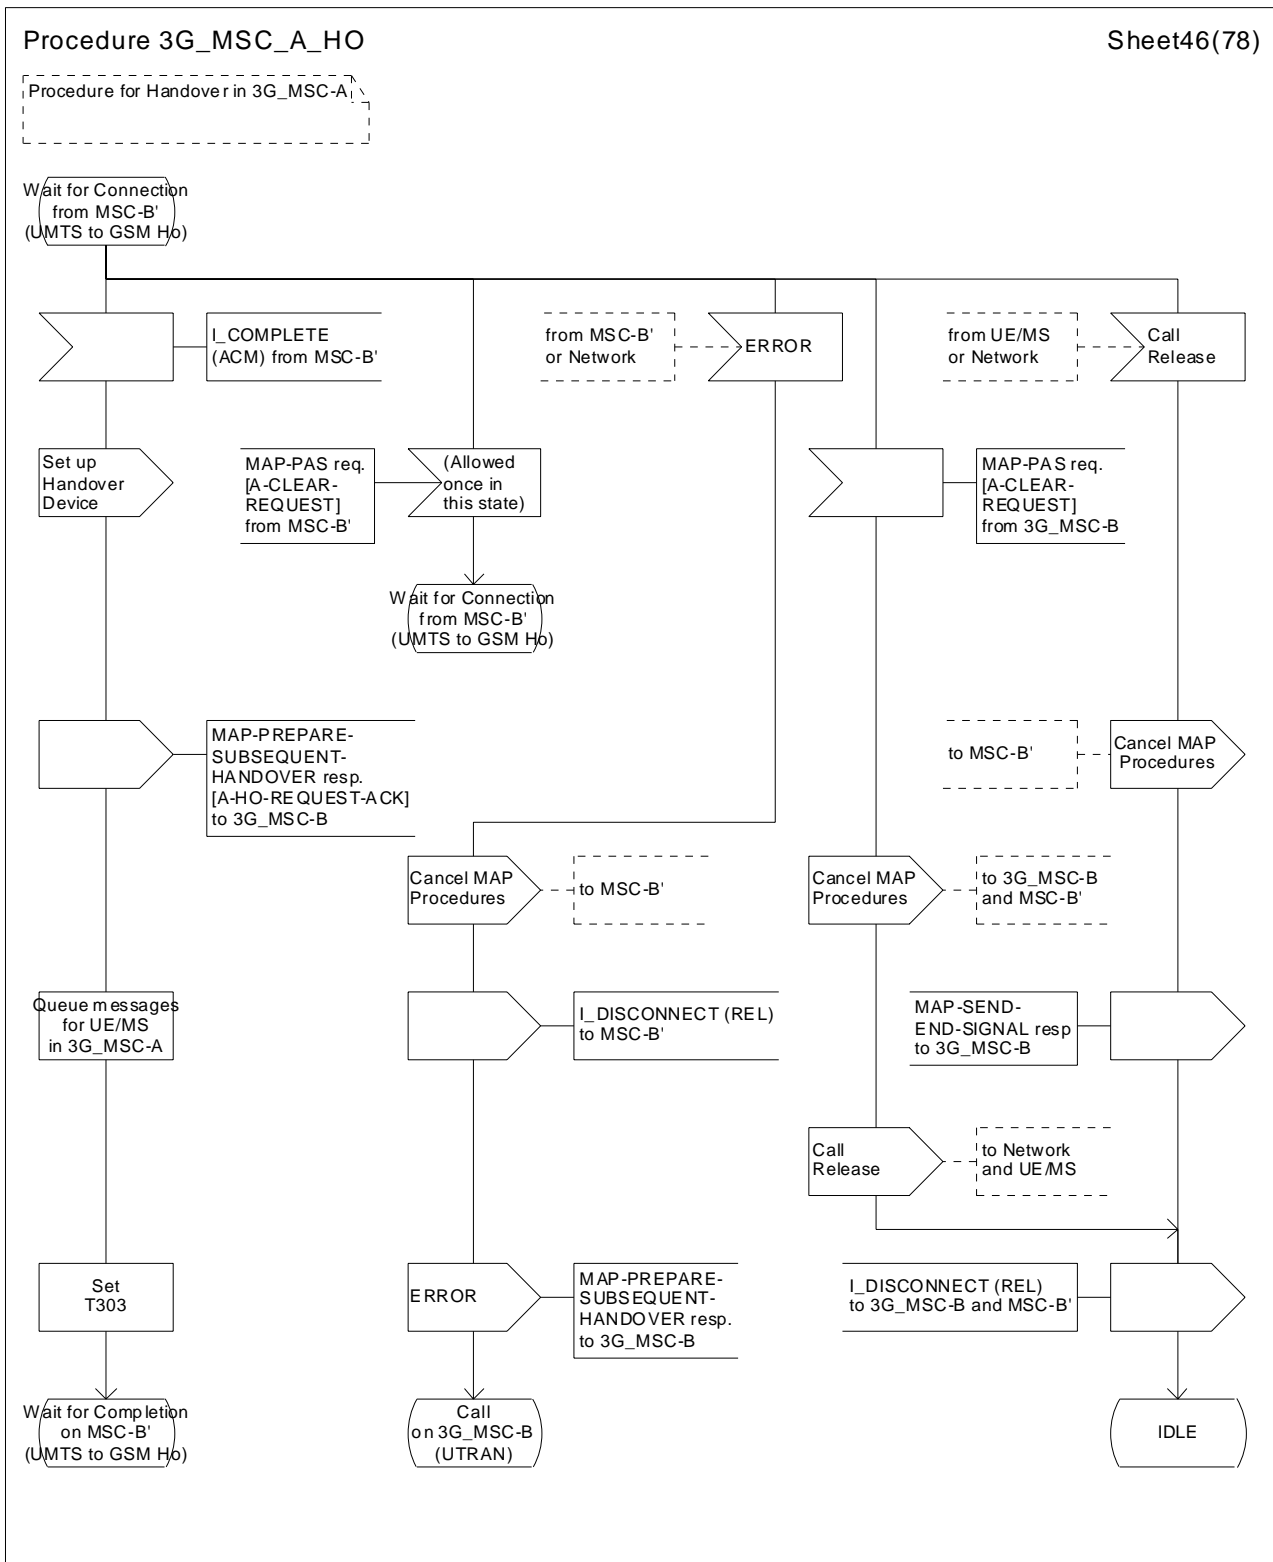 Procedure 3G_MSC_A_HO
Sheet46(78)
Procedure for Handover in 3G_MSC-A
Wait for Connection
from MSC-B'
(UMTS to GSM Ho)
I_COMPLETE
(ACM) from MSC-B'
from MSC-B'
or Network
ERROR
from UE/MS
or Network
Call
Release
Set up
Handover
Device
MAP-PAS req.
[A-CLEAR-
REQUEST]
from MSC-B'
(Allowed
once in
this state)
MAP-PAS req.
[A-CLEAR-
REQUEST]
from 3G_MSC-B
Wait for Connection
from MSC-B'
(UMTS to GSM Ho)
MAP-PREPARE-
SUBSEQUENT-
HANDOVER resp.
[A-HO-REQUEST-ACK]
to 3G_MSC-B
to MSC-B'
Cancel MAP
Procedures
Cancel MAP
Procedures
to MSC-B'
Cancel MAP
Procedures
to 3G_MSC-B
and MSC-B'
Queue messages
for UE/MS
in 3G_MSC-A
I_DISCONNECT (REL)
to MSC-B'
MAP-SEND-
END-SIGNAL resp
to 3G_MSC-B
Call
Release
to Network
and UE/MS
Set
T303
ERROR
MAP-PREPARE-
SUBSEQUENT-
HANDOVER resp.
to 3G_MSC-B
I_DISCONNECT (REL)
to 3G_MSC-B and MSC-B'
Wait for Completion
on MSC-B'
(UMTS to GSM Ho)
Call
on 3G_MSC-B
(UTRAN)
IDLE